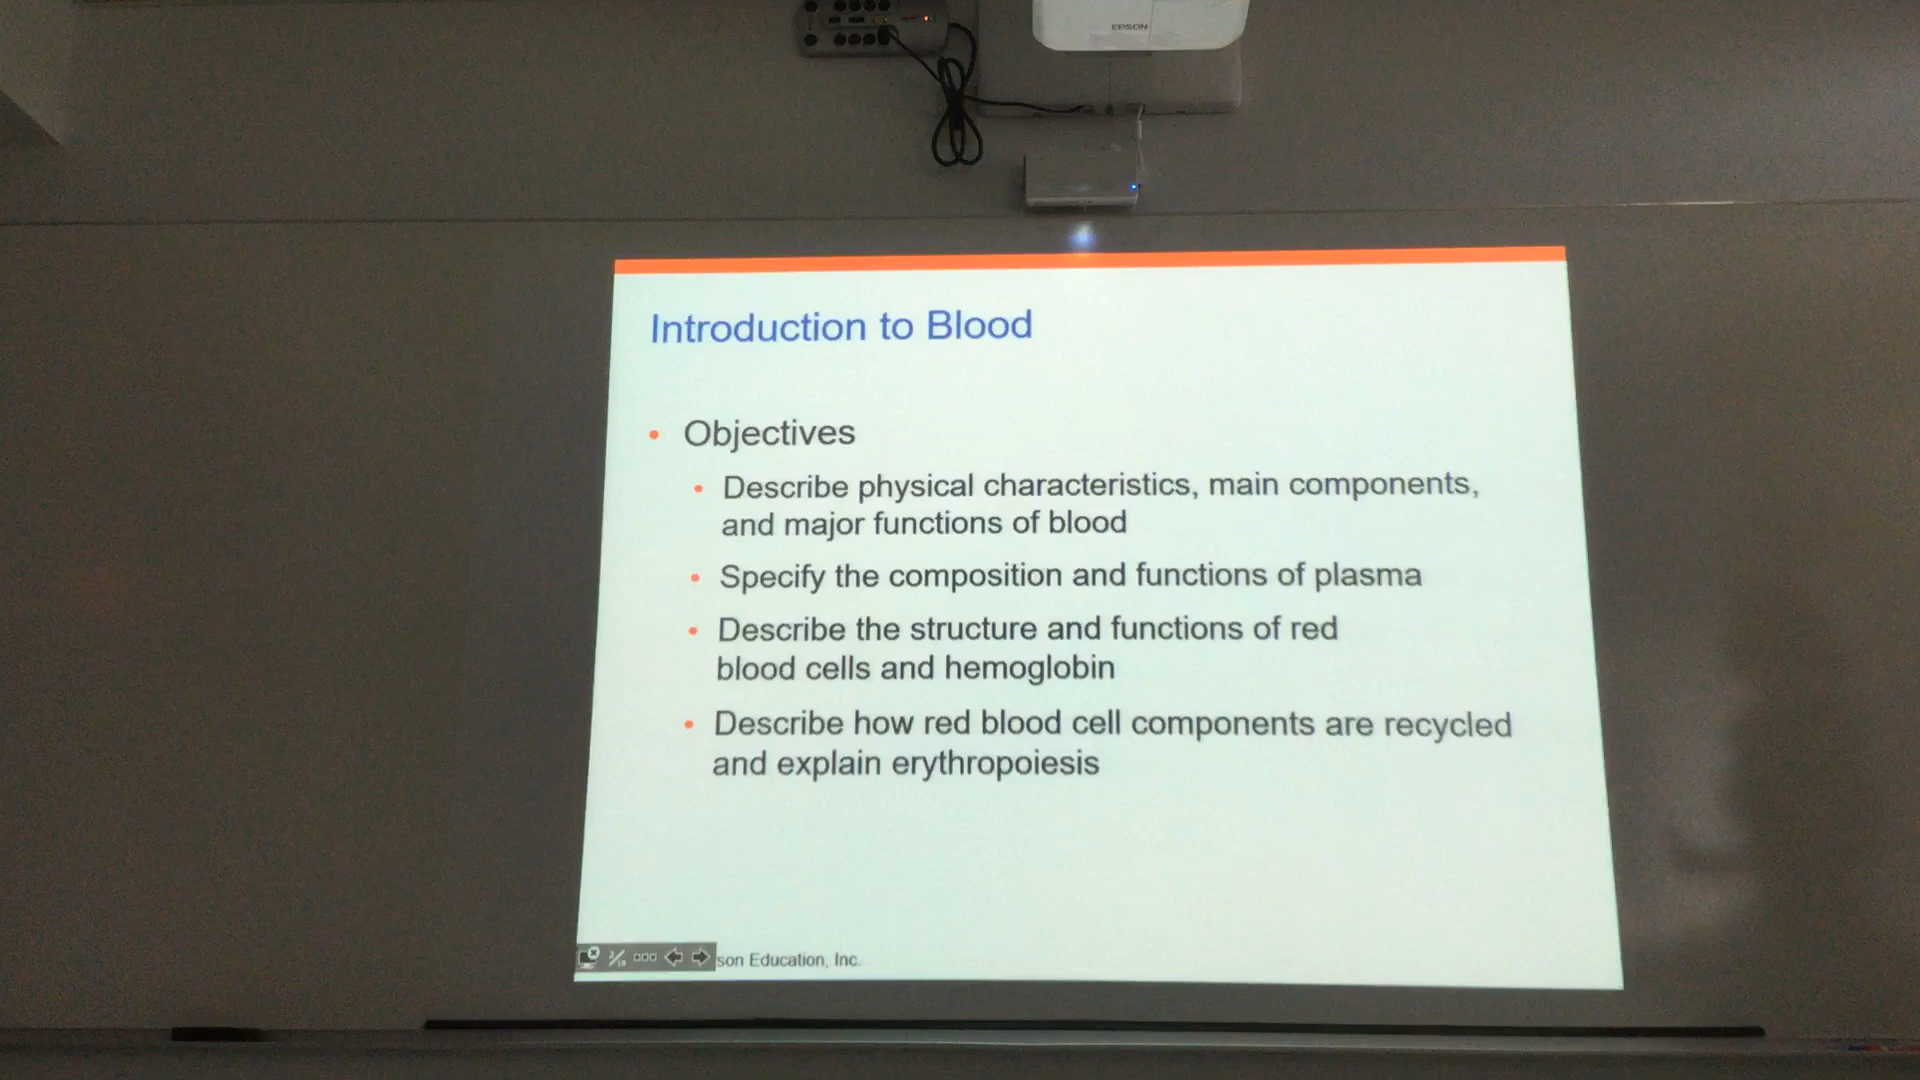 EPSON
Introduction to Blood
• Objectives
• Describe physical characteristics, main components,
and major functions of blood
• Specify the composition and functions of plasma
• Describe the structure and functions of red
blood cells and hemoglobin
• Describe how red blood cell components are recycled
and explain erythropoiesis
son Education, Inc.